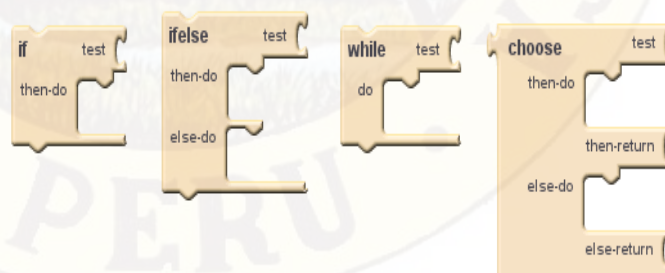 if test
then-do
ifelse test
then-do
else-do
while test
do
choose test
then-do
then-return
else-do
else-return
PERU